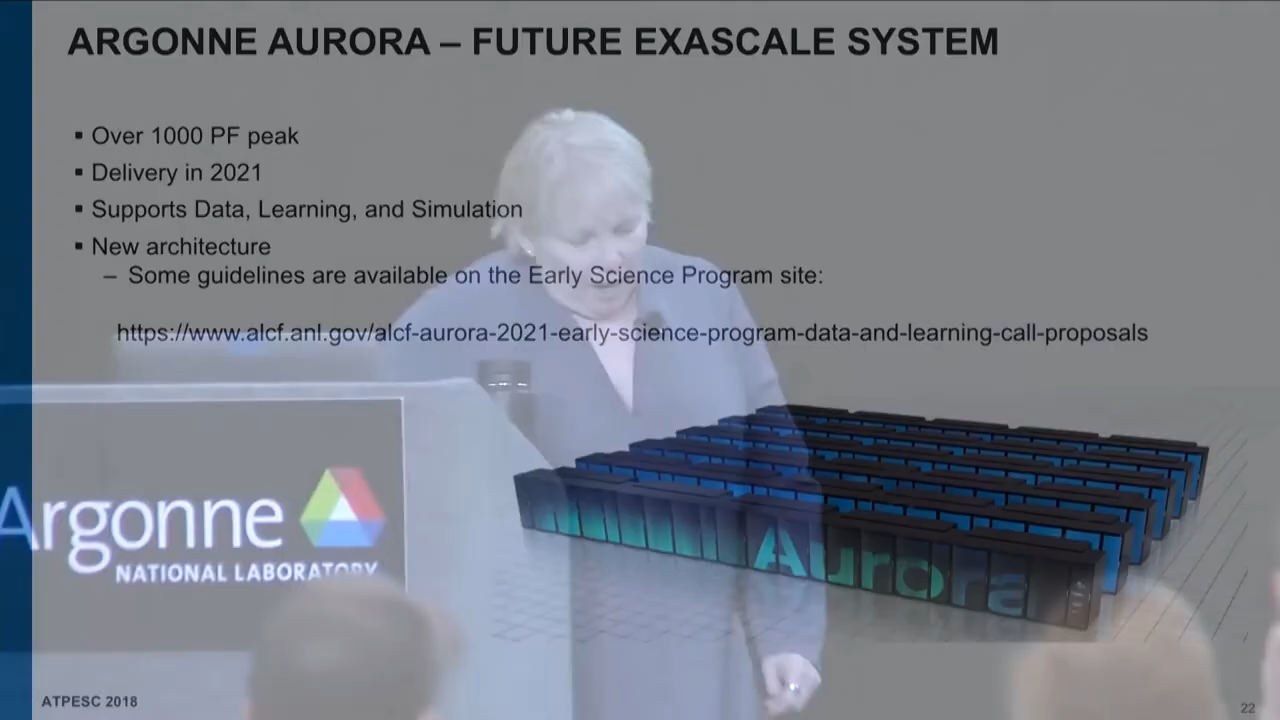 ARGONNE AURORA – FUTURE EXASCALE SYSTEM
▪ Over 1000 PF peak
▪ Delivery in 2021
▪ Supports Data, Learning, and Simulation
▪ New architecture
– Some guidelines are available on the Early Science Program site:
https://www.alcf.anl.gov/alcf-aurora-2021-early-science-program-data-and-learning-call-proposals
Argonne
NATIONAL LABORATORY
Aurora
ATPESC 2018
22